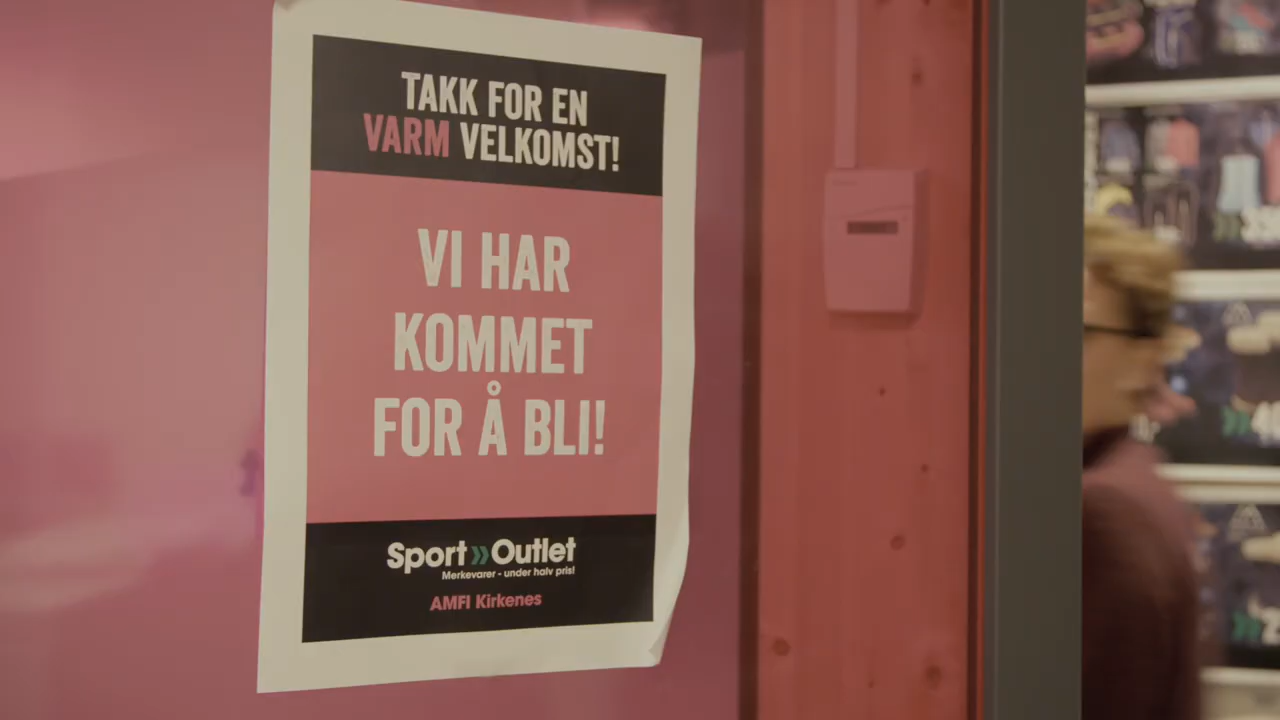 TAKK FOR EN
VARM VELKOMST!
VI HAR
KOMMET
FOR Å BLI!
Sport»Outlet
Merkevarer - under halv pris!
AMFI Kirkenes